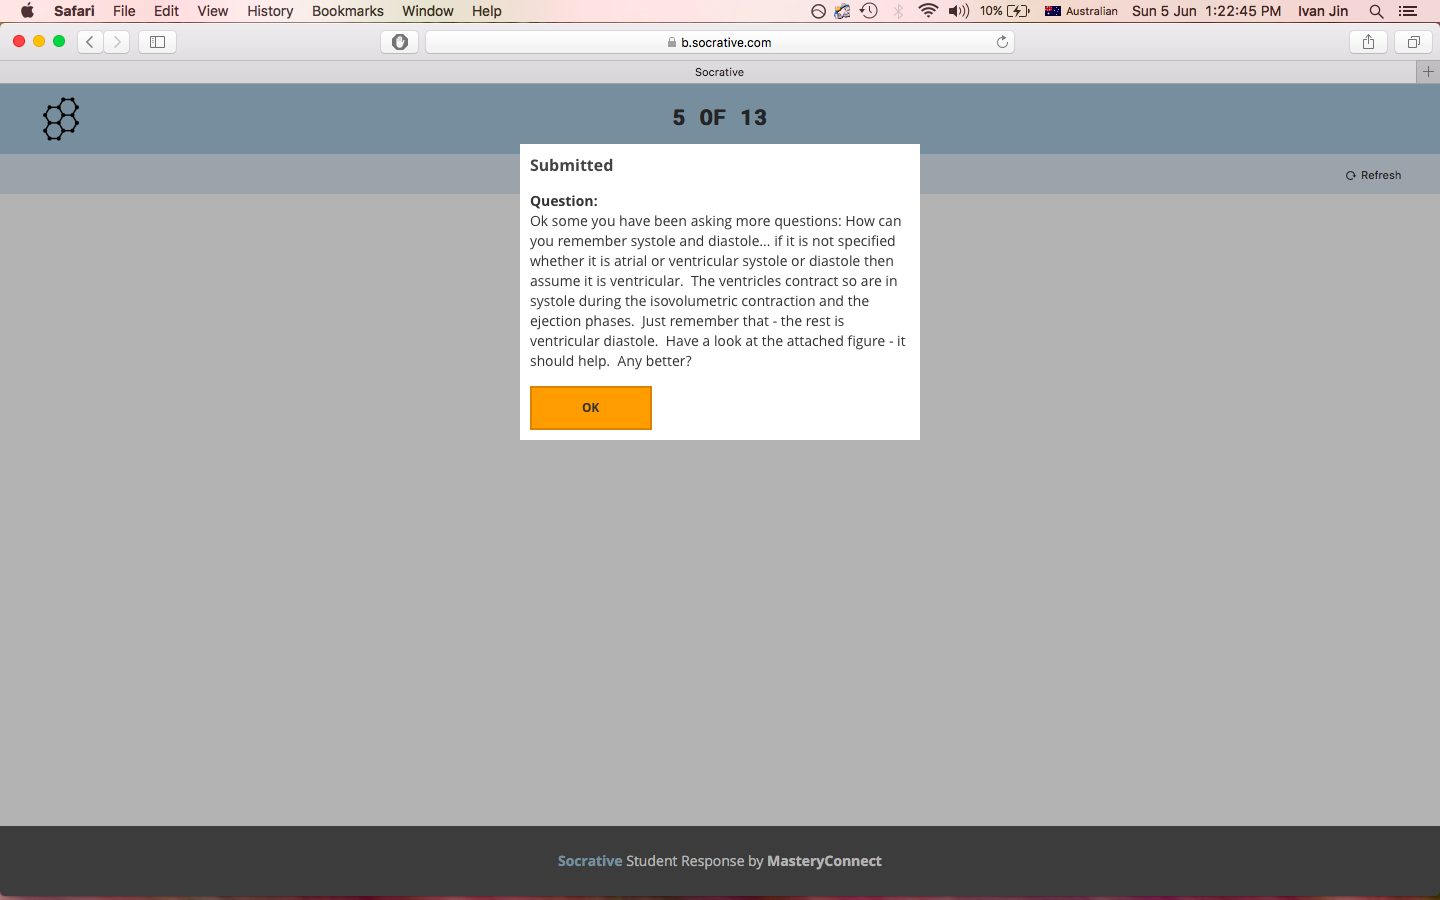 Safari File Edit View History Bookmarks Window Help 10% Australian Sun 5 Jun 1:22:45 PM Ivan Jin
b.socrative.com
Socrative
5 OF 13
Refresh
Submitted
Question:
Ok some you have been asking more questions: How can
you remember systole and diastole... if it is not specified
whether it is atrial or ventricular systole or diastole then
assume it is ventricular.  The ventricles contract so are in
systole during the isovolumetric contraction and the
ejection phases.  Just remember that - the rest is
ventricular diastole.  Have a look at the attached figure - it
should help.  Any better?
OK
Socrative Student Response by MasteryConnect